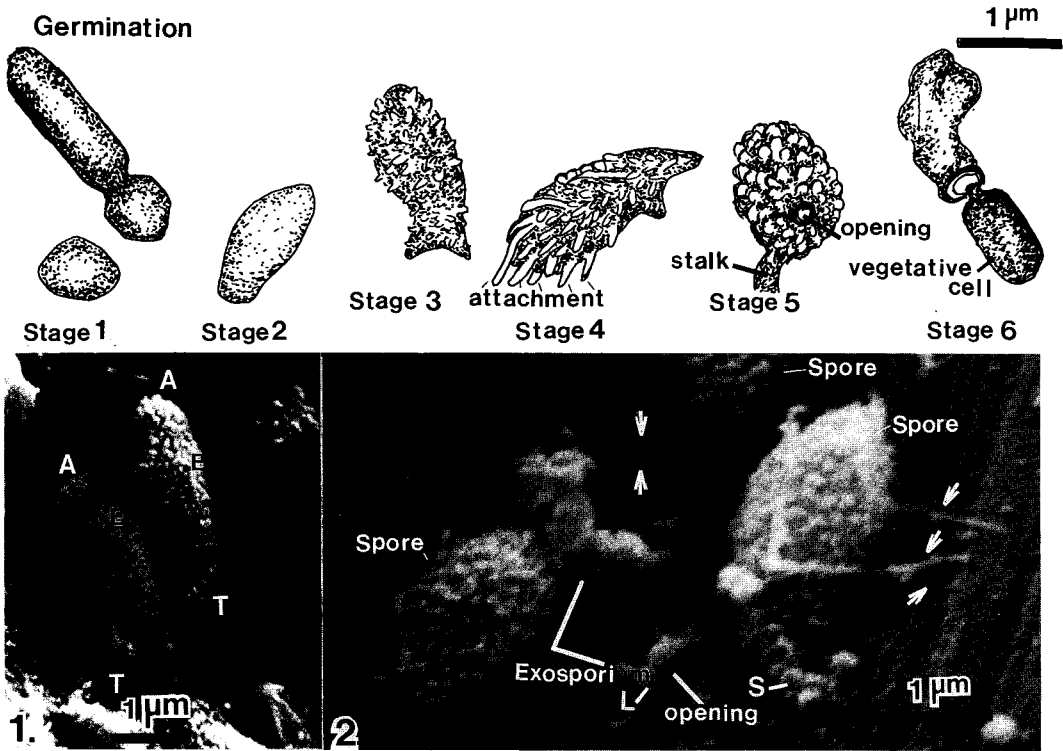 Germination
1 µm
opening
stalk
vegetative
cell
attachment
Stage 1
Stage 2
Stage 3
Stage 4
Stage 5
Stage 6
A
A
E
E
T
T
1 µm
1.
Spore
Spore
Spore
Exospori
L
opening
S
1 µm
2